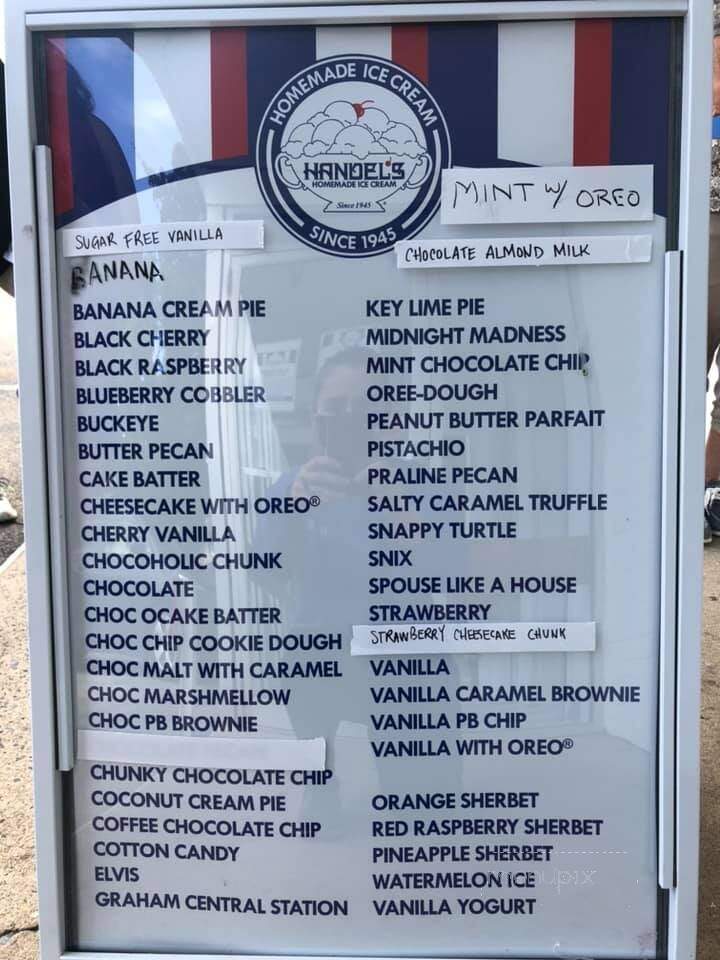 HOMEMADE ICE CREAM
HANDEL'S
HOMEMADE ICE CREAM
Since 1945
SINCE 1945
MINT W/ OREO
SUGAR FREE VANILLA
CHOCOLATE ALMOND MILK
BANANA
BANANA CREAM PIE
BLACK CHERRY
BLACK RASPBERRY
BLUEBERRY COBBLER
BUCKEYE
BUTTER PECAN
CAKE BATTER
CHEESECAKE WITH OREO®
CHERRY VANILLA
CHOCOHOLIC CHUNK
CHOCOLATE
CHOC OCAKE BATTER
CHOC CHIP COOKIE DOUGH
CHOC MALT WITH CARAMEL
CHOC MARSHMELLOW
CHOC PB BROWNIE
CHUNKY CHOCOLATE CHIP
COCONUT CREAM PIE
COFFEE CHOCOLATE CHIP
COTTON CANDY
ELVIS
GRAHAM CENTRAL STATION
KEY LIME PIE
MIDNIGHT MADNESS
MINT CHOCOLATE CHIP
OREE-DOUGH
PEANUT BUTTER PARFAIT
PISTACHIO
PRALINE PECAN
SALTY CARAMEL TRUFFLE
SNAPPY TURTLE
SNIX
SPOUSE LIKE A HOUSE
STRAWBERRY
STRAWBERRY CHEESECAKE CHUNK
VANILLA
VANILLA CARAMEL BROWNIE
VANILLA PB CHIP
VANILLA WITH OREO®
ORANGE SHERBET
RED RASPBERRY SHERBET
PINEAPPLE SHERBET
WATERMELON ICE
VANILLA YOGURT
menupix